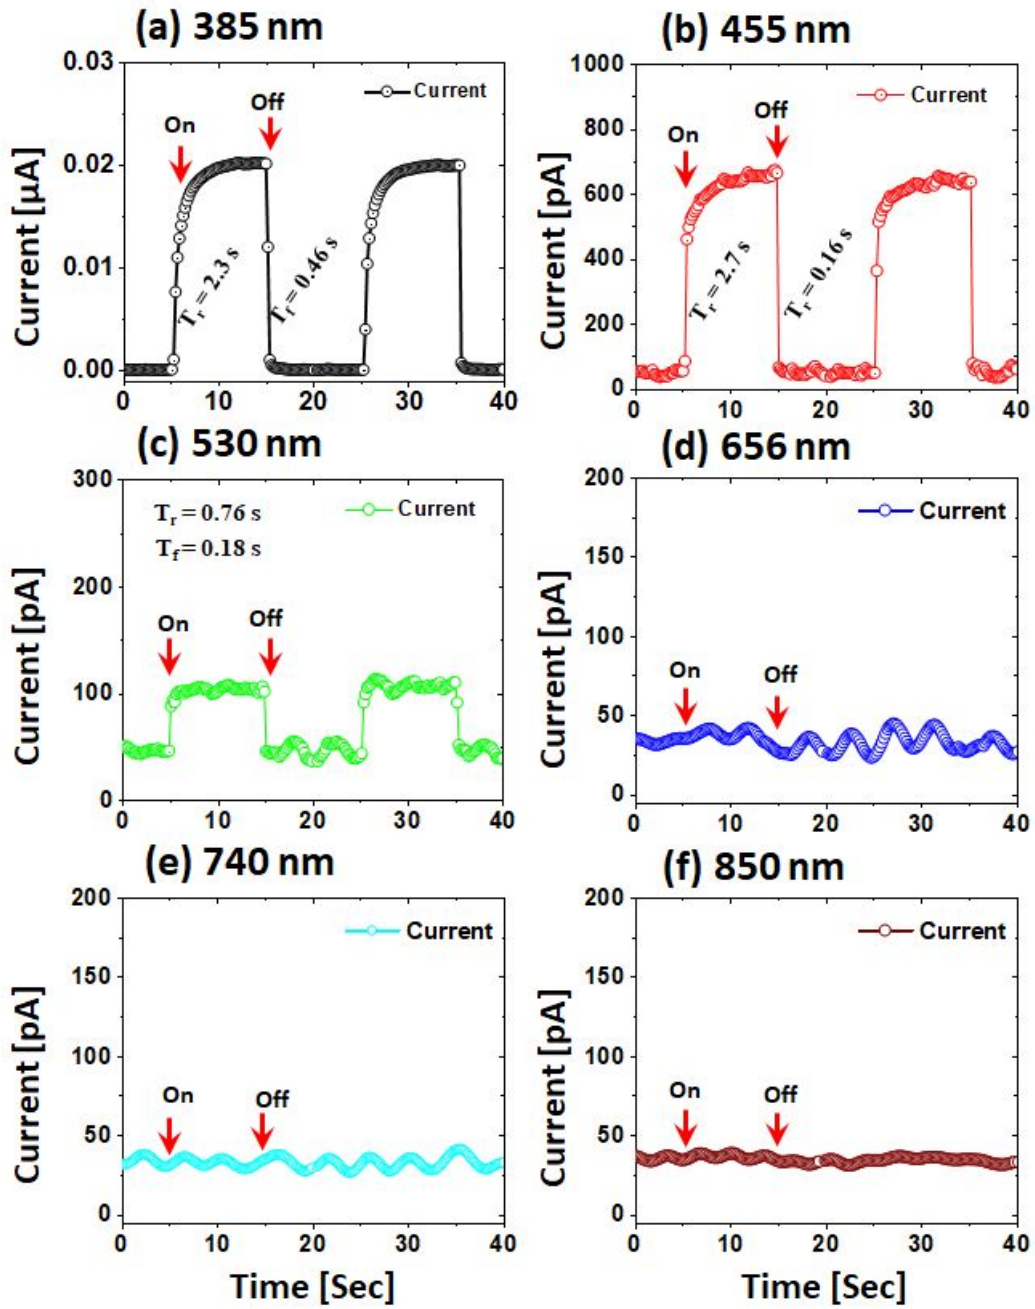 (a) 385 nm
Current [µA]
0.03
0.02
0.01
0.00
0 10 20 30 40
On
Off
Current
T_r = 2.3 s
T_r = 0.46 s
(b) 455 nm
Current [pA]
1000
800
600
400
200
0
0 10 20 30 40
On
Off
Current
T_r = 2.7 s
T_r = 0.16 s
(c) 530 nm
Current [pA]
300
200
100
0
0 10 20 30 40
T_r = 0.76 s
T_f = 0.18 s
On
Off
Current
(d) 656 nm
Current [pA]
200
150
100
50
0
0 10 20 30 40
On
Off
Current
(e) 740 nm
Current [pA]
200
150
100
50
0
0 10 20 30 40
On
Off
Current
Time [Sec]
(f) 850 nm
Current [pA]
200
150
100
50
0
0 10 20 30 40
On
Off
Current
Time [Sec]